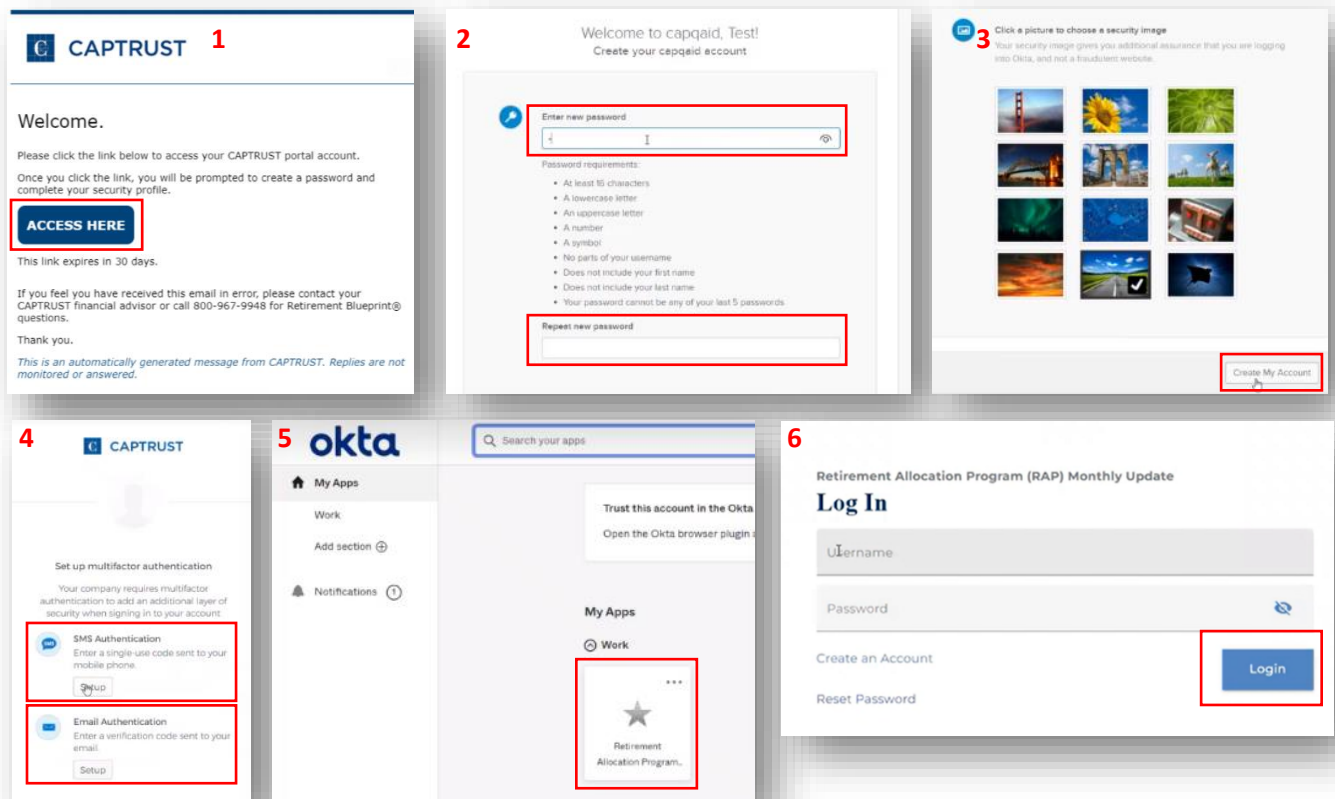 C CAPTRUST 1
Welcome.
Please click the link below to access your CAPTRUST portal account.
Once you click the link, you will be prompted to create a password and
complete your security profile.
ACCESS HERE
This link expires in 30 days.
If you feel you have received this email in error, please contact your
CAPTRUST financial advisor or call 800-967-9948 for Retirement Blueprint®
questions.
Thank you.
This is an automatically generated message from CAPTRUST. Replies are not
monitored or answered.
2
Welcome to capqaid, Test!
Create your capqaid account
Enter new password
Password requirements:
• At least 16 characters
• A lowercase letter
• An uppercase letter
• A number
• A symbol
• No parts of your username
• Does not include your first name
• Does not include your last name
• Your password cannot be any of your last 5 passwords
Repeat new password
3
Click a picture to choose a security image
Your security image gives you additional assurance that you are logging
into Okta, and not a fraudulent website.
Create My Account
4
C CAPTRUST
Set up multifactor authentication
Your company requires multifactor
authentication to add an additional layer of
security when signing in to your account
SMS Authentication
Enter a single-use code sent to your
mobile phone.
Setup
Email Authentication
Enter a verification code sent to your
email.
Setup
5
okta
Search your apps
My Apps
Work
Add section
Notifications 1
Trust this account in the Okta
Open the Okta browser plugin
My Apps
Work
Retirement
Allocation Program..
6
Retirement Allocation Program (RAP) Monthly Update
Log In
Username
Password
Create an Account
Login
Reset Password